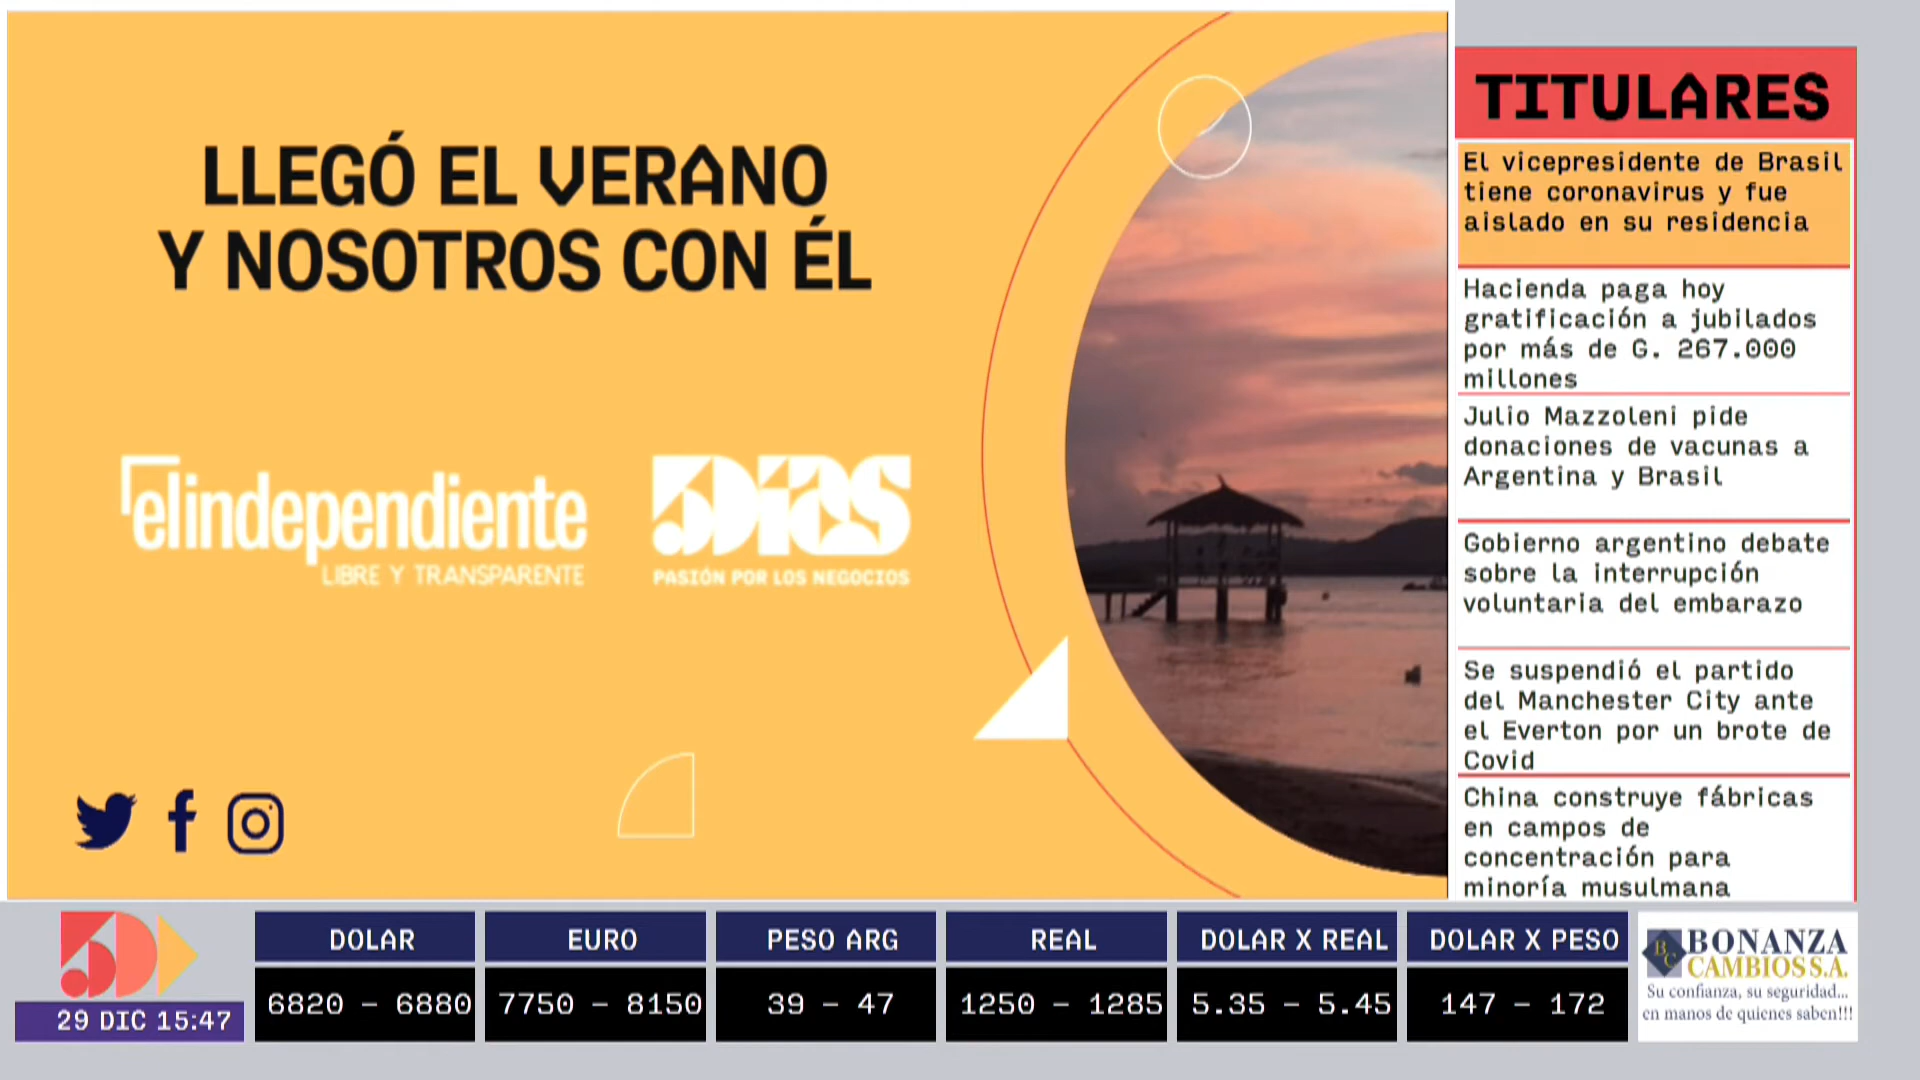 LLEGÓ EL VERANO
Y NOSOTROS CON ÉL
elindependiente
LIBRE Y TRANSPARENTE
5Días
PASIÓN POR LOS NEGOCIOS
TITULARES
El vicepresidente de Brasil
tiene coronavirus y fue
aislado en su residencia
Hacienda paga hoy
gratificación a jubilados
por más de G. 267.000
millones
Julio Mazzoleni pide
donaciones de vacunas a
Argentina y Brasil
Gobierno argentino debate
sobre la interrupción
voluntaria del embarazo
Se suspendió el partido
del Manchester City ante
el Everton por un brote de
Covid
China construye fábricas
en campos de
concentración para
minoría musulmana
5D
29 DIC 15:47
DOLAR
6820 - 6880
EURO
7750 - 8150
PESO ARG
39 - 47
REAL
1250 - 1285
DOLAR X REAL
5.35 - 5.45
DOLAR X PESO
147 - 172
BC
BONANZA
CAMBIOS S.A.
Su confianza, su seguridad...
en manos de quienes saben!!!